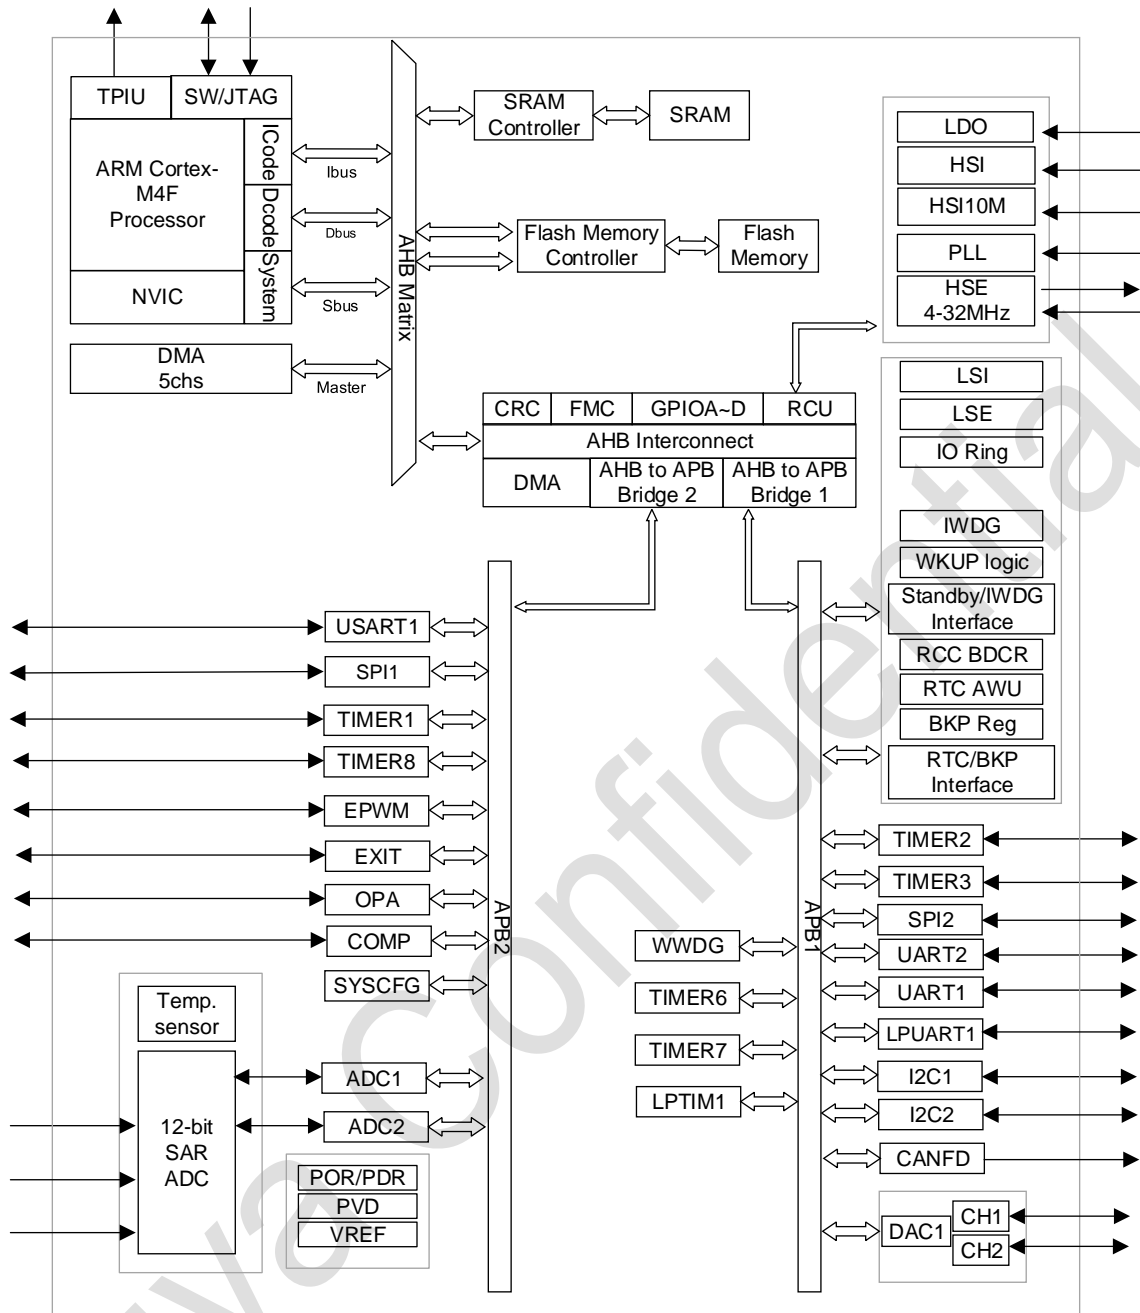 TPIU
SW/JTAG
ARM Cortex-
M4F
Processor
ICode
Dcode
System
NVIC
DMA
5chs
Ibus
Dbus
Sbus
Master
AHB Matrix
SRAM
Controller
SRAM
Flash Memory
Controller
Flash
Memory
LDO
HSI
HSI10M
PLL
HSE
4-32MHz
CRC
FMC
GPIOA~D
RCU
AHB Interconnect
DMA
AHB to APB
Bridge 2
AHB to APB
Bridge 1
LSI
LSE
IO Ring
IWDG
WKUP logic
Standby/IWDG
Interface
RCC BDCR
RTC AWU
BKP Reg
RTC/BKP
Interface
USART1
SPI1
TIMER1
TIMER8
EPWM
EXIT
OPA
COMP
SYSCFG
APB2
Temp.
sensor
12-bit
SAR
ADC
ADC1
ADC2
POR/PDR
PVD
VREF
WWDG
TIMER6
TIMER7
LPTIM1
APB1
TIMER2
TIMER3
SPI2
UART2
UART1
LPUART1
I2C1
I2C2
CANFD
DAC1
CH1
CH2
Confidential